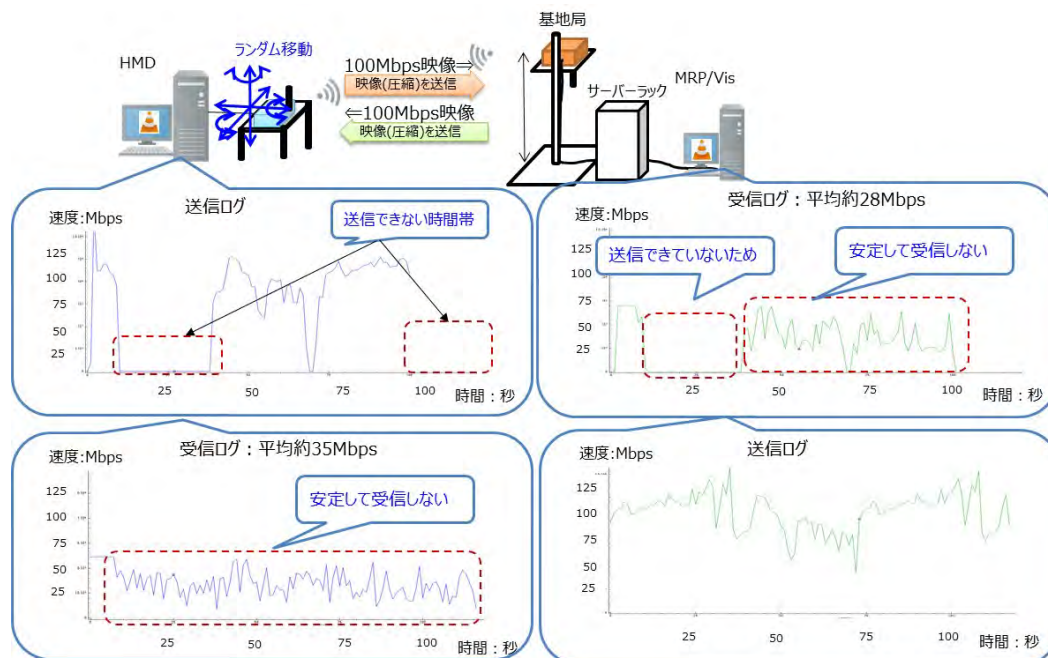 基地局
ランダム移動
HMD
100Mbps映像⇒
映像(圧縮)を送信
⇐100Mbps映像
映像(圧縮)を送信
サーバーラック
MRP/Vis
速度:Mbps
送信ログ
送信できない時間帯
125
100
75
50
25
25
50
75
100
時間：秒
受信ログ：平均約28Mbps
速度:Mbps
送信できていないため
安定して受信しない
125
100
75
50
25
25
50
75
100
時間：秒
受信ログ：平均約35Mbps
速度:Mbps
安定して受信しない
125
100
75
50
25
25
50
75
100
時間：秒
送信ログ
速度:Mbps
125
100
75
50
25
25
50
75
100
時間：秒